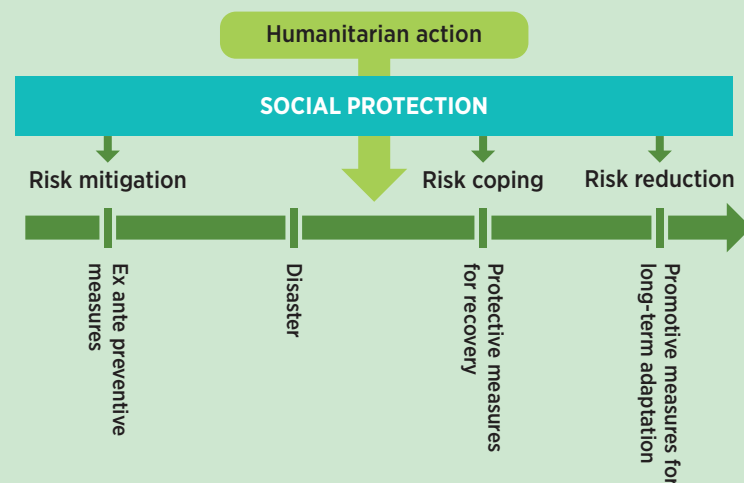 Humanitarian action
SOCIAL PROTECTION
Risk mitigation
Risk coping
Risk reduction
Ex ante preventive
measures
Disaster
Protective measures
for recovery
Promotive measures for
long-term adaptation